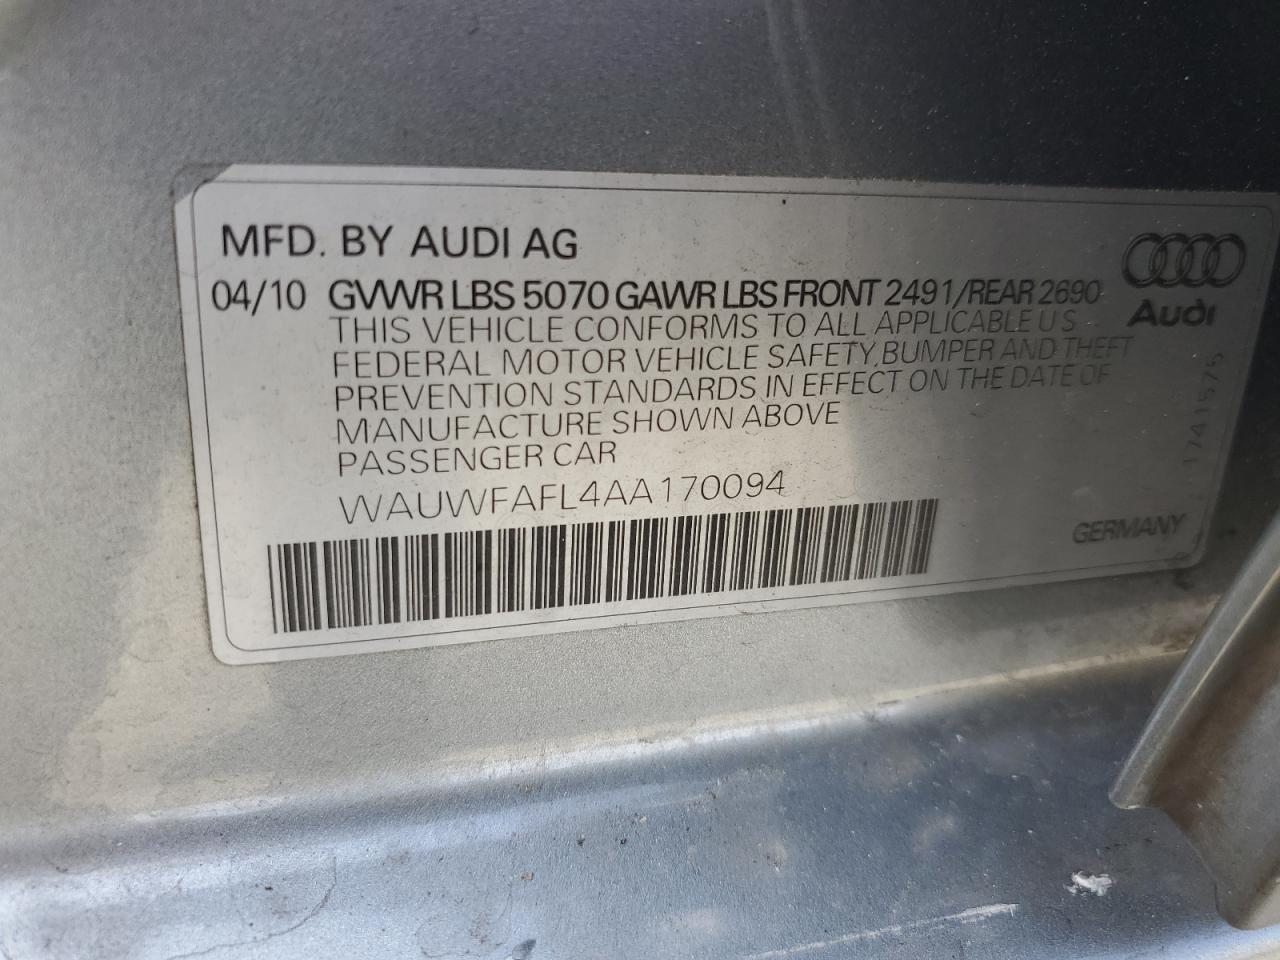 MFD. BY AUDI AG
04/10 GVWR LBS 5070 GAWR LBS FRONT 2491/REAR 2690
THIS VEHICLE CONFORMS TO ALL APPLICABLE U S
FEDERAL MOTOR VEHICLE SAFETY,BUMPER AND THEFT
PREVENTION STANDARDS IN EFFECT ON THE DATE OF
MANUFACTURE SHOWN ABOVE
PASSENGER CAR
WAUWFAFL4AA170094
Audi
1741575
GERMANY